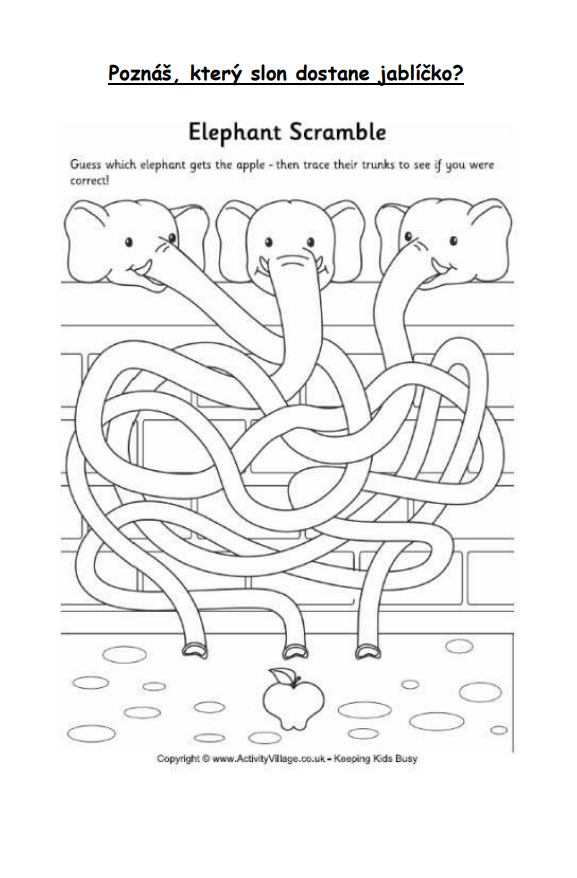 Poznáš, který slon dostane jablíčko?
Elephant Scramble
Guess which elephant gets the apple - then trace their trunks to see if you were
correct!
Copyright © www.ActivityVillage.co.uk - Keeping Kids Busy